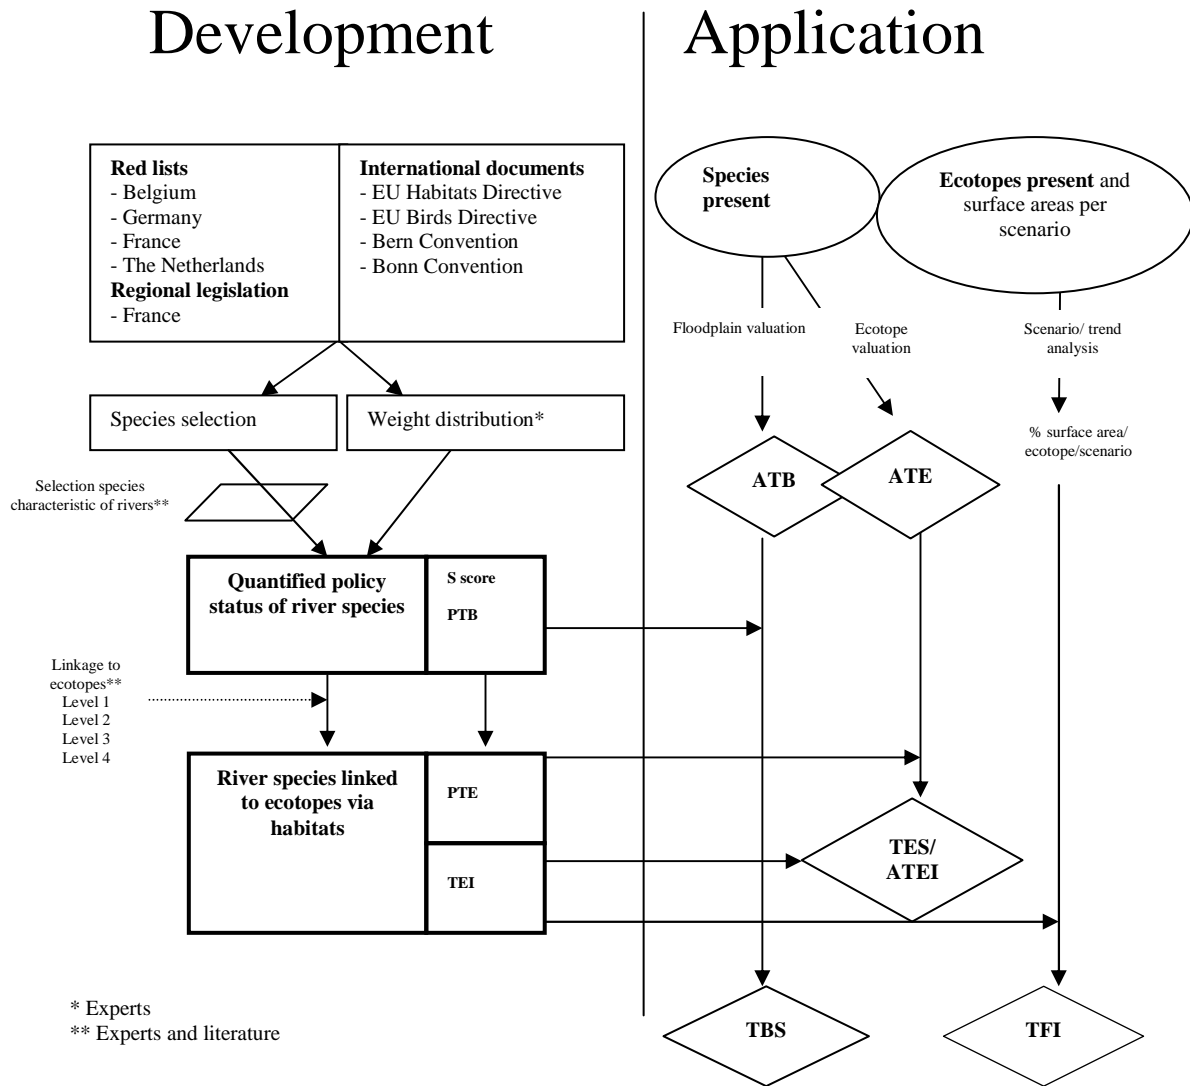 Development
Application
Red lists
- Belgium
- Germany
- France
- The Netherlands
Regional legislation
- France
International documents
- EU Habitats Directive
- EU Birds Directive
- Bern Convention
- Bonn Convention
Species
present
Ecotopes present and
surface areas per
scenario
Floodplain valuation
Ecotope
valuation
Scenario/ trend
analysis
Species selection
Weight distribution*
% surface area/
ecotope/scenario
ATB
ATE
Selection species
characteristic of rivers**
Quantified policy
status of river species
S score
PTB
Linkage to
ecotopes**
Level 1
Level 2
Level 3
Level 4
River species linked
to ecotopes via
habitats
PTE
TEI
TES/
ATEI
* Experts
** Experts and literature
TBS
TFI